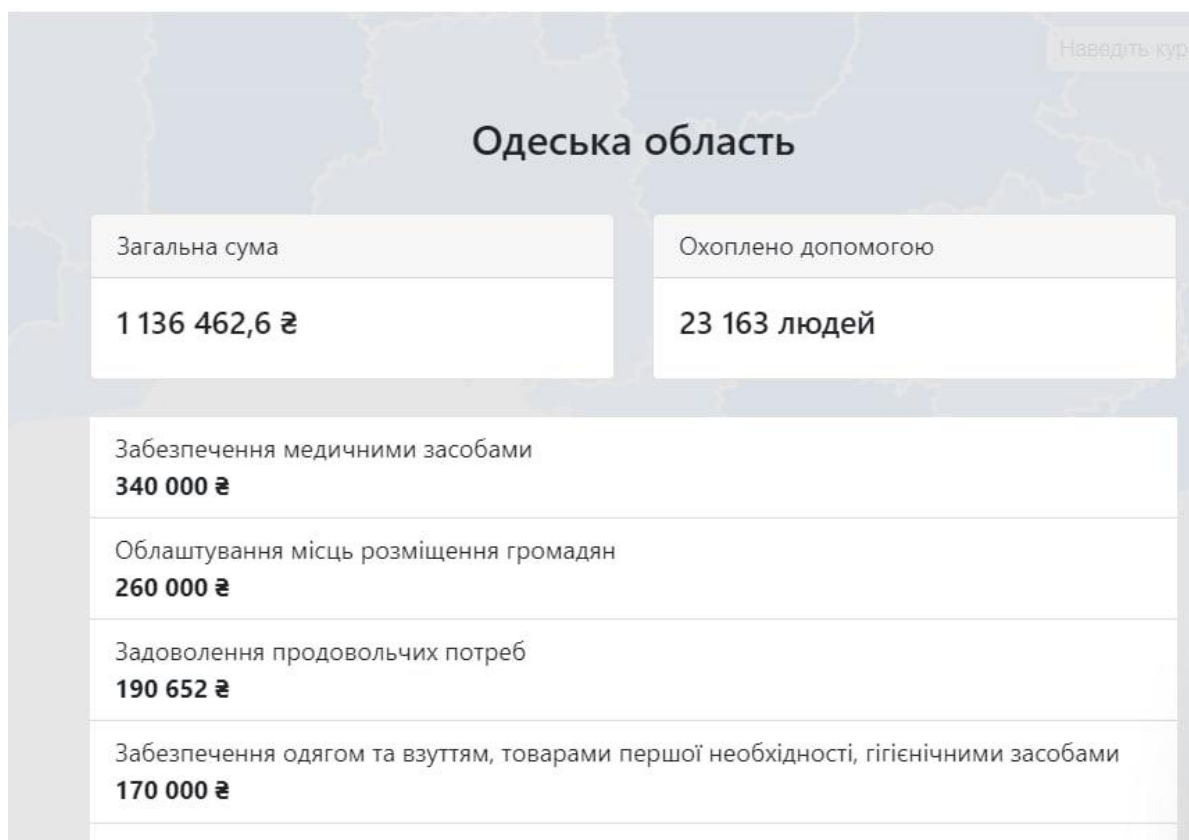 Наведіть кур
Одеська область
Загальна сума
Охоплено допомогою
1 136 462,6 ₴
23 163 людей
Забезпечення медичними засобами
340 000 ₴
Облаштування місць розміщення громадян
260 000 ₴
Задоволення продовольчих потреб
190 652 ₴
Забезпечення одягом та взуттям, товарами першої необхідності, гігієнічними засобами
170 000 ₴